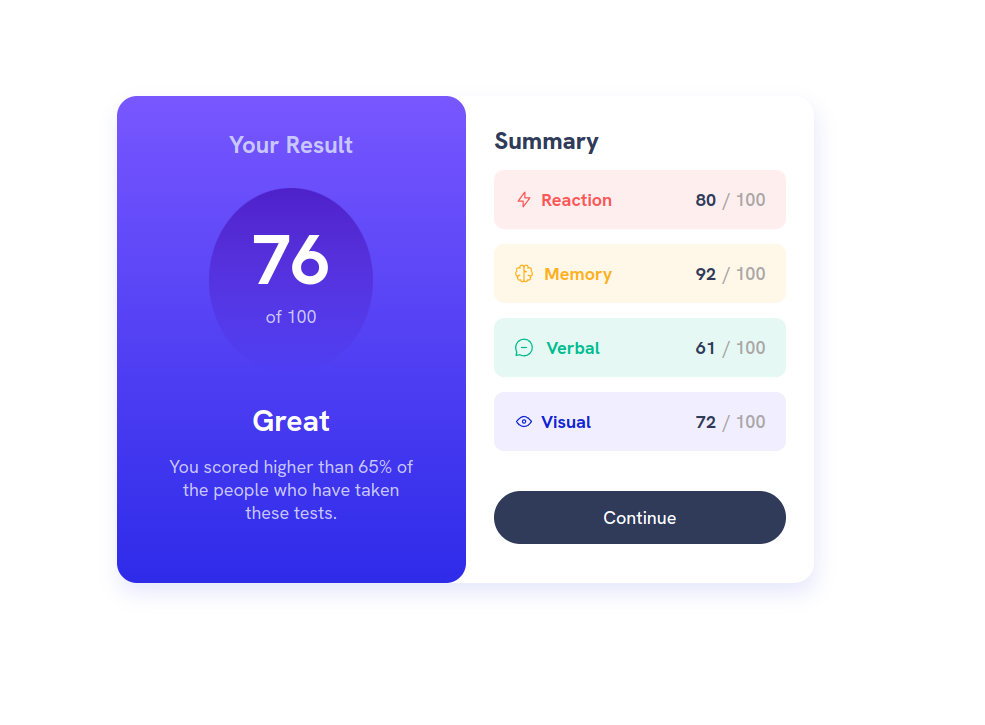 Your Result
76
of 100
Great
You scored higher than 65% of
the people who have taken
these tests.
Summary
Reaction 80 / 100
Memory 92 / 100
Verbal 61 / 100
Visual 72 / 100
Continue